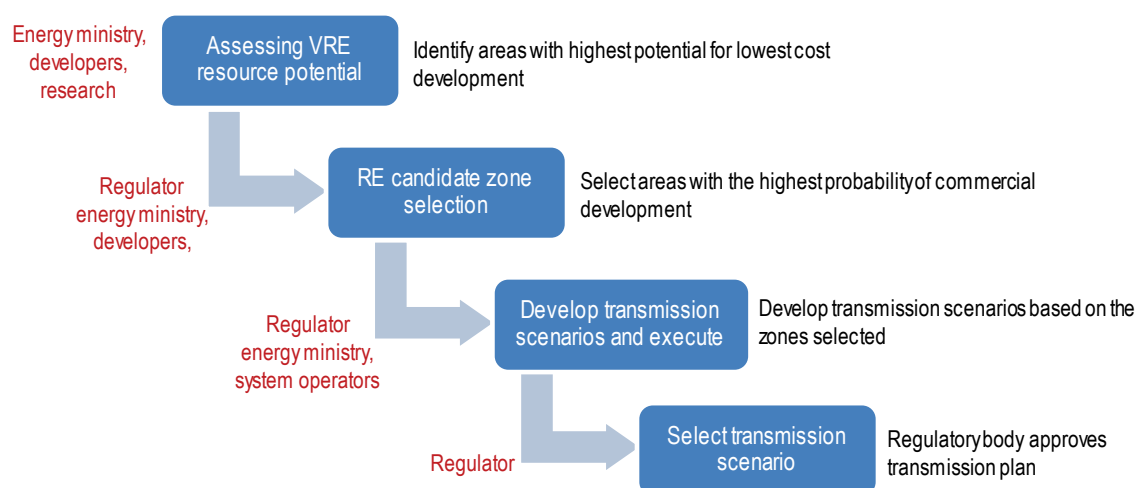 Energy ministry,
developers,
research
Assessing VRE
resource potential
Identify areas with highest potential for lowest cost
development
Regulator
energy ministry,
developers,
RE candidate zone
selection
Select areas with the highest probability of commercial
development
Regulator
energy ministry,
system operators
Develop transmission
scenarios and execute
Develop transmission scenarios based on the
zones selected
Regulator
Select transmission
scenario
Regulatory body approves
transmission plan